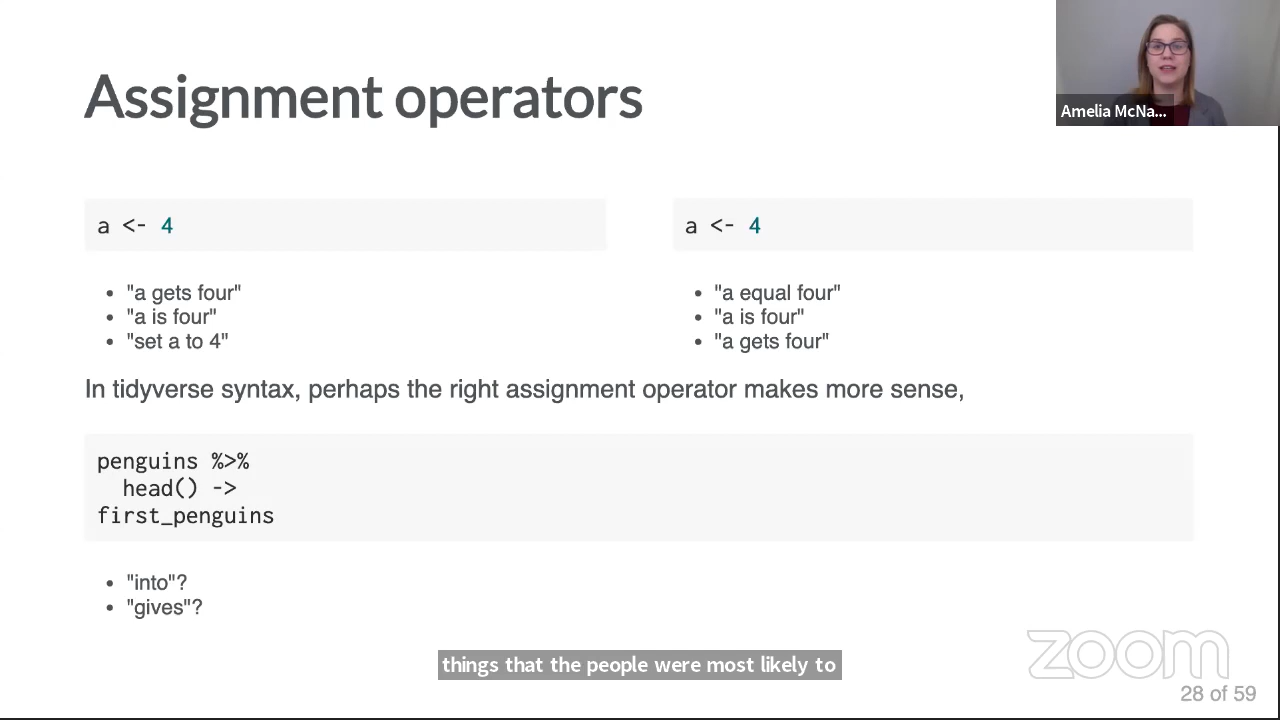 Assignment operators
Amelia McNa...
a <- 4
a <- 4
• "a gets four"
• "a is four"
• "set a to 4"
• "a equal four"
• "a is four"
• "a gets four"
In tidyverse syntax, perhaps the right assignment operator makes more sense,
penguins %>%
  head() ->
first_penguins
• "into"?
• "gives"?
things that the people were most likely to
zoom
28 of 59